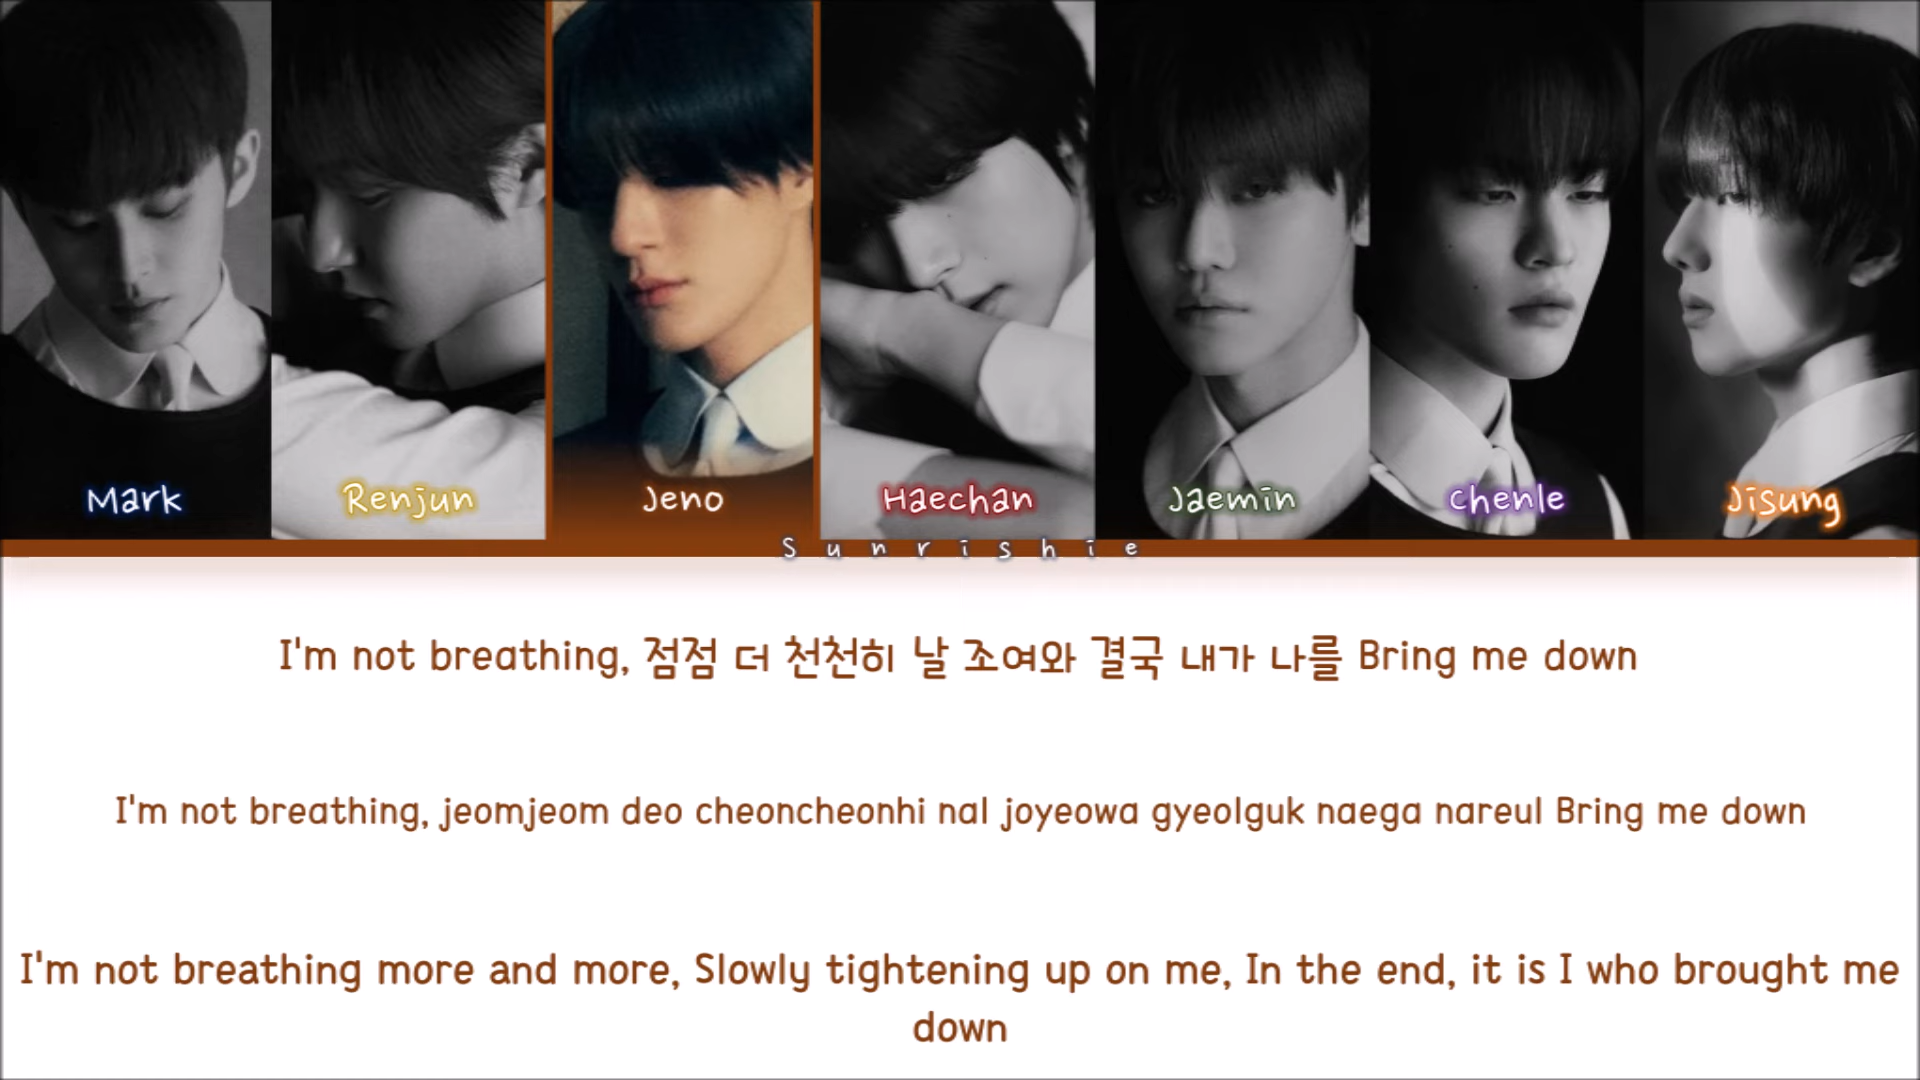 Mark
Renjun
Jeno
Haechan
Jaemin
Chenle
Jisung
Sunrishie
I'm not breathing, 점점 더 천천히 날 조여와 결국 내가 나를 Bring me down
I'm not breathing, jeomjeom deo cheoncheonhi nal joyeowa gyeolguk naega nareul Bring me down
I'm not breathing more and more, Slowly tightening up on me, In the end, it is I who brought me
down